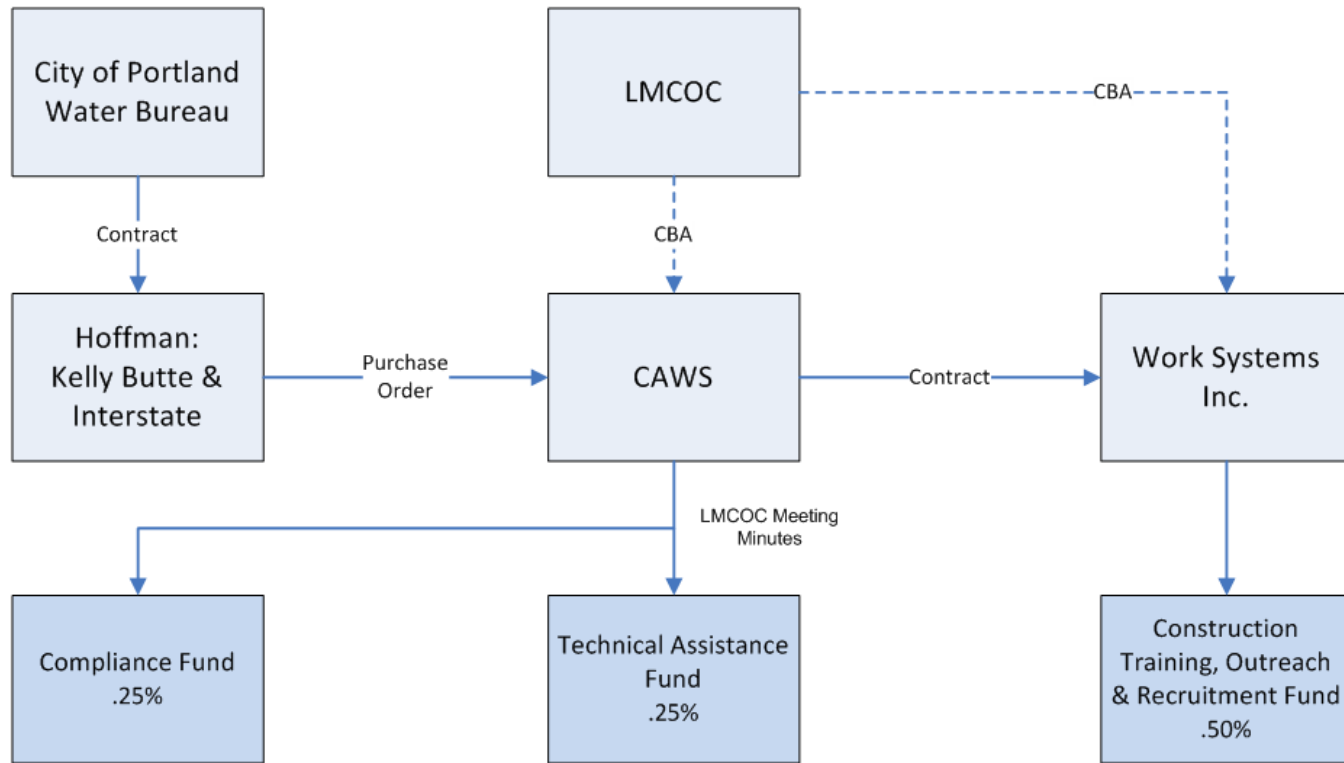 City of Portland
Water Bureau
LMCOC
CBA
Contract
CBA
Hoffman:
Kelly Butte &
Interstate
Purchase
Order
CAWS
Contract
Work Systems
Inc.
LMCOC Meeting
Minutes
Compliance Fund
.25%
Technical Assistance
Fund
.25%
Construction
Training, Outreach
& Recruitment Fund
.50%